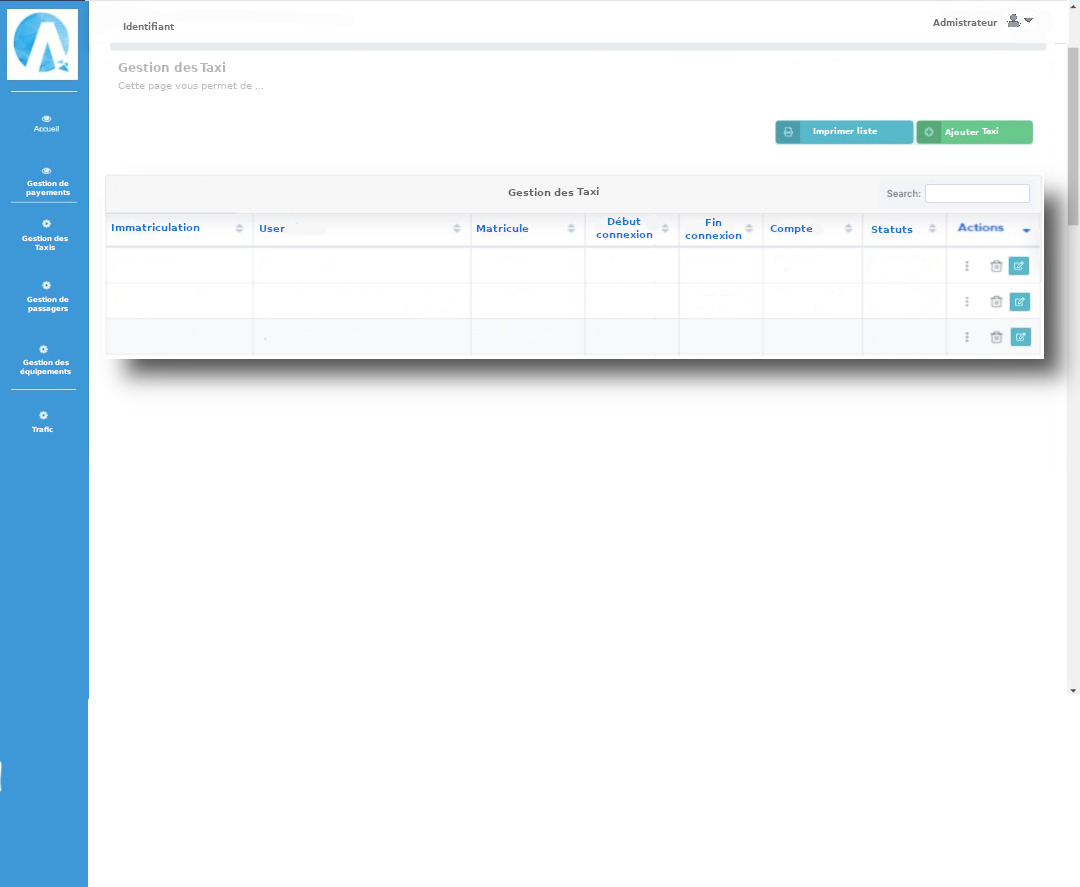 Identifiant
Admistrateur
Gestion des Taxi
Cette page vous permet de ...
Imprimer liste
Ajouter Taxi
Accueil
Gestion de
payements
Gestion des
Taxis
Gestion de
passagers
Gestion des
équipements
Trafic
Gestion des Taxi
Search:
Immatriculation
User
Matricule
Début
connexion
Fin
connexion
Compte
Statuts
Actions